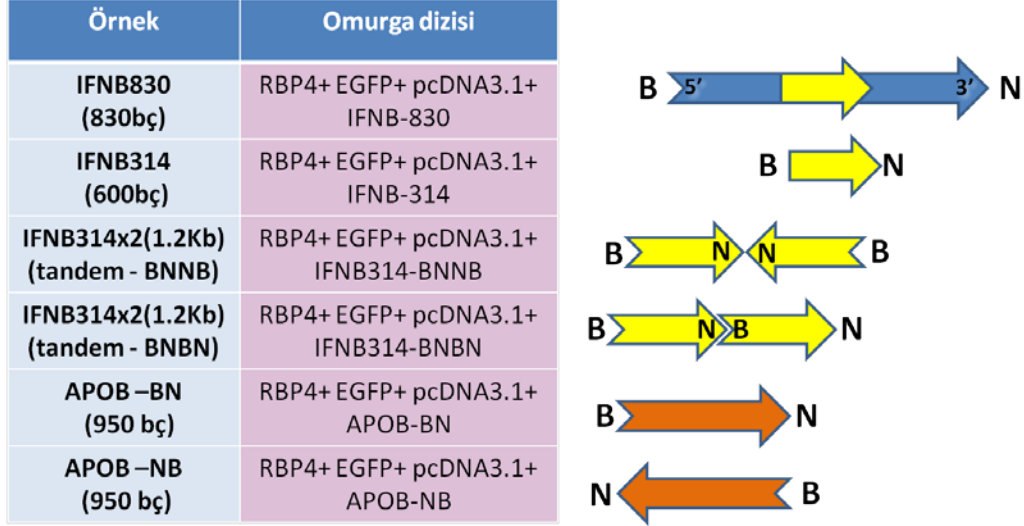 Örnek
Omurga dizisi
IFNB830
(830bç)
RBP4+ EGFP+ pcDNA3.1+
IFNB-830
B 5’ 3’ N
IFNB314
(600bç)
RBP4+ EGFP+ pcDNA3.1+
IFNB-314
B N
IFNB314x2(1.2Kb)
(tandem - BNNB)
RBP4+ EGFP+ pcDNA3.1+
IFNB314-BNNB
B N N B
IFNB314x2(1.2Kb)
(tandem - BNBN)
RBP4+ EGFP+ pcDNA3.1+
IFNB314-BNBN
B N B N
APOB –BN
(950 bç)
RBP4+ EGFP+ pcDNA3.1+
APOB-BN
B N
APOB –NB
(950 bç)
RBP4+ EGFP+ pcDNA3.1+
APOB-NB
N B